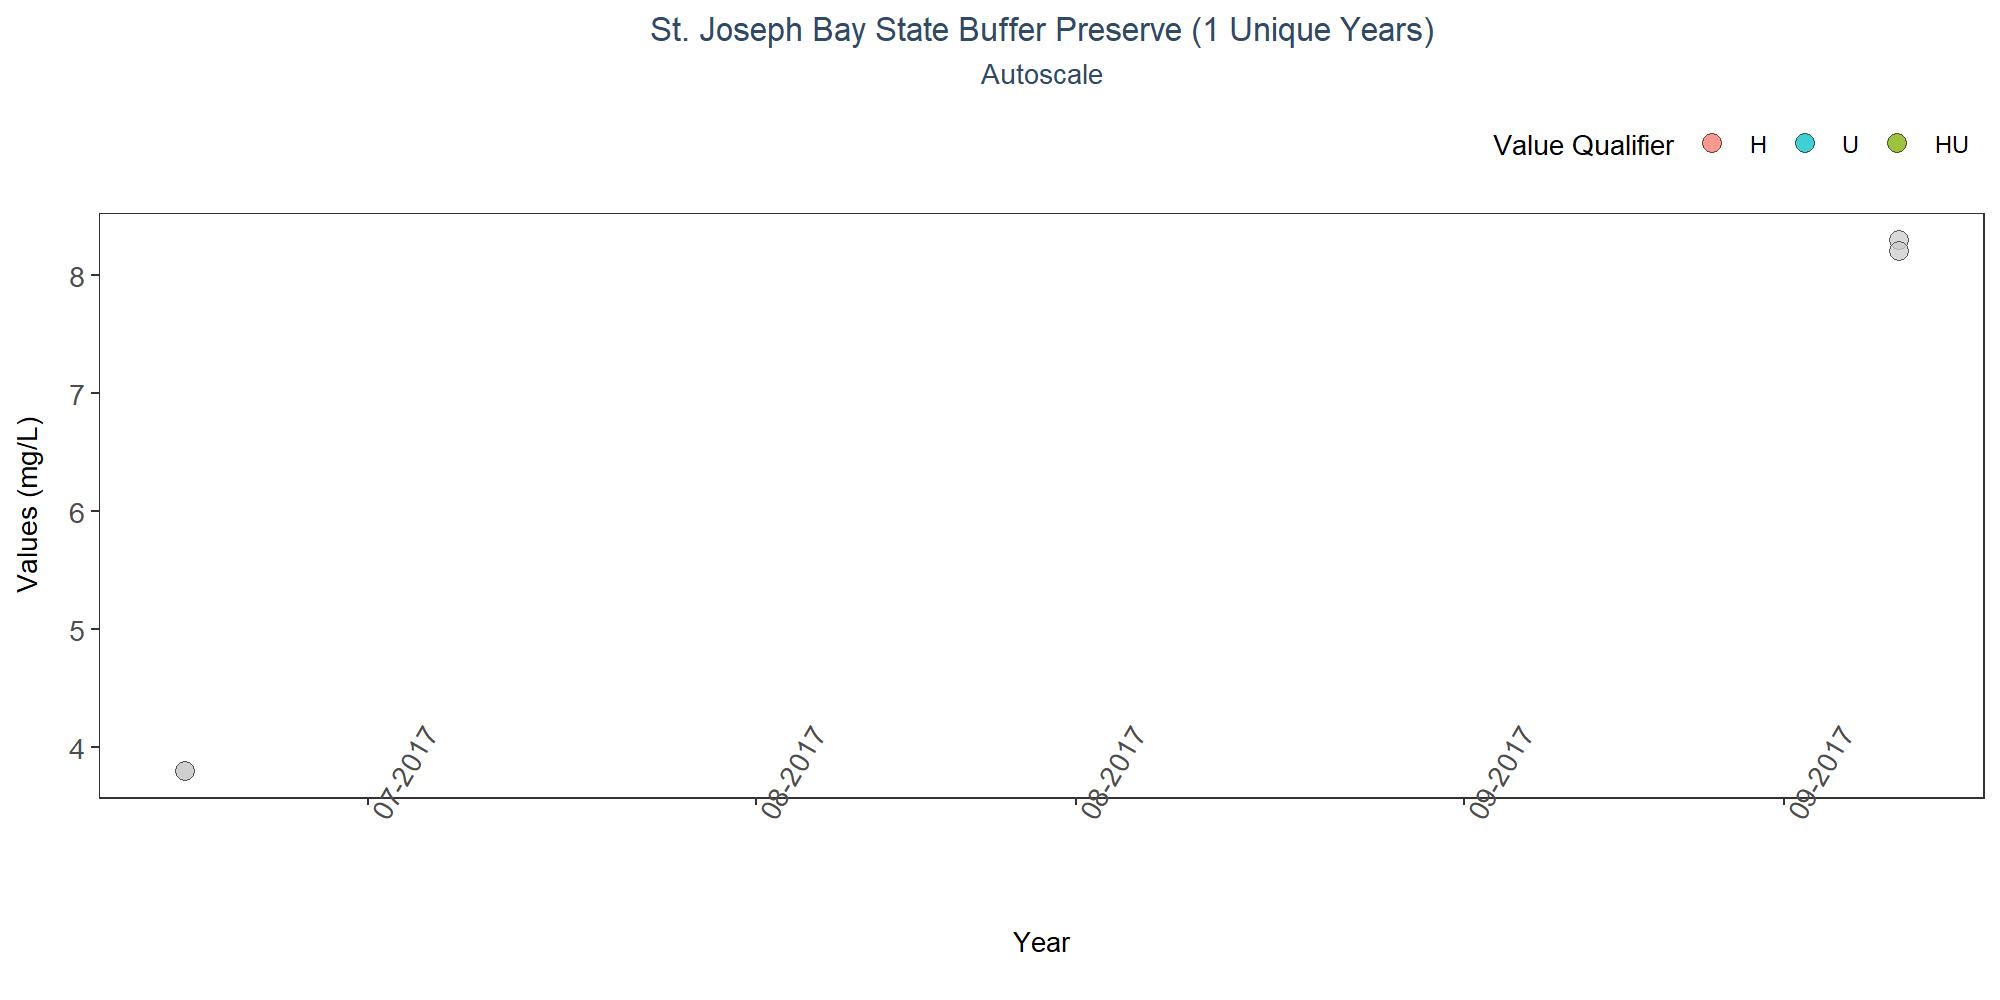 St. Joseph Bay State Buffer Preserve (1 Unique Years)
Autoscale
Value Qualifier H U HU
Values (mg/L)
8
7
6
5
4
07-2017 08-2017 08-2017 09-2017 09-2017
Year